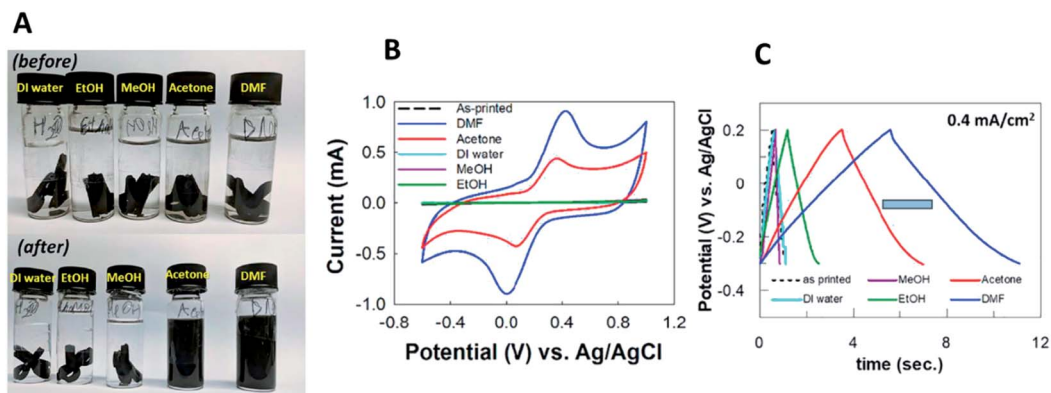 A
(before)
DI water EtOH MeOH Acetone DMF
(after)
DI water EtOH MeOH Acetone DMF
B
Current (mA)
1.0
0.5
0.0
-0.5
-1.0
As-printed
DMF
Acetone
DI water
MeOH
EtOH
-0.8 -0.4 0.0 0.4 0.8 1.2
Potential (V) vs. Ag/AgCl
C
0.4 mA/cm²
Potential (V) vs. Ag/AgCl
0.2
0
-0.2
-0.4
as printed MeOH Acetone
DI water EtOH DMF
0 4 8 12
time (sec.)